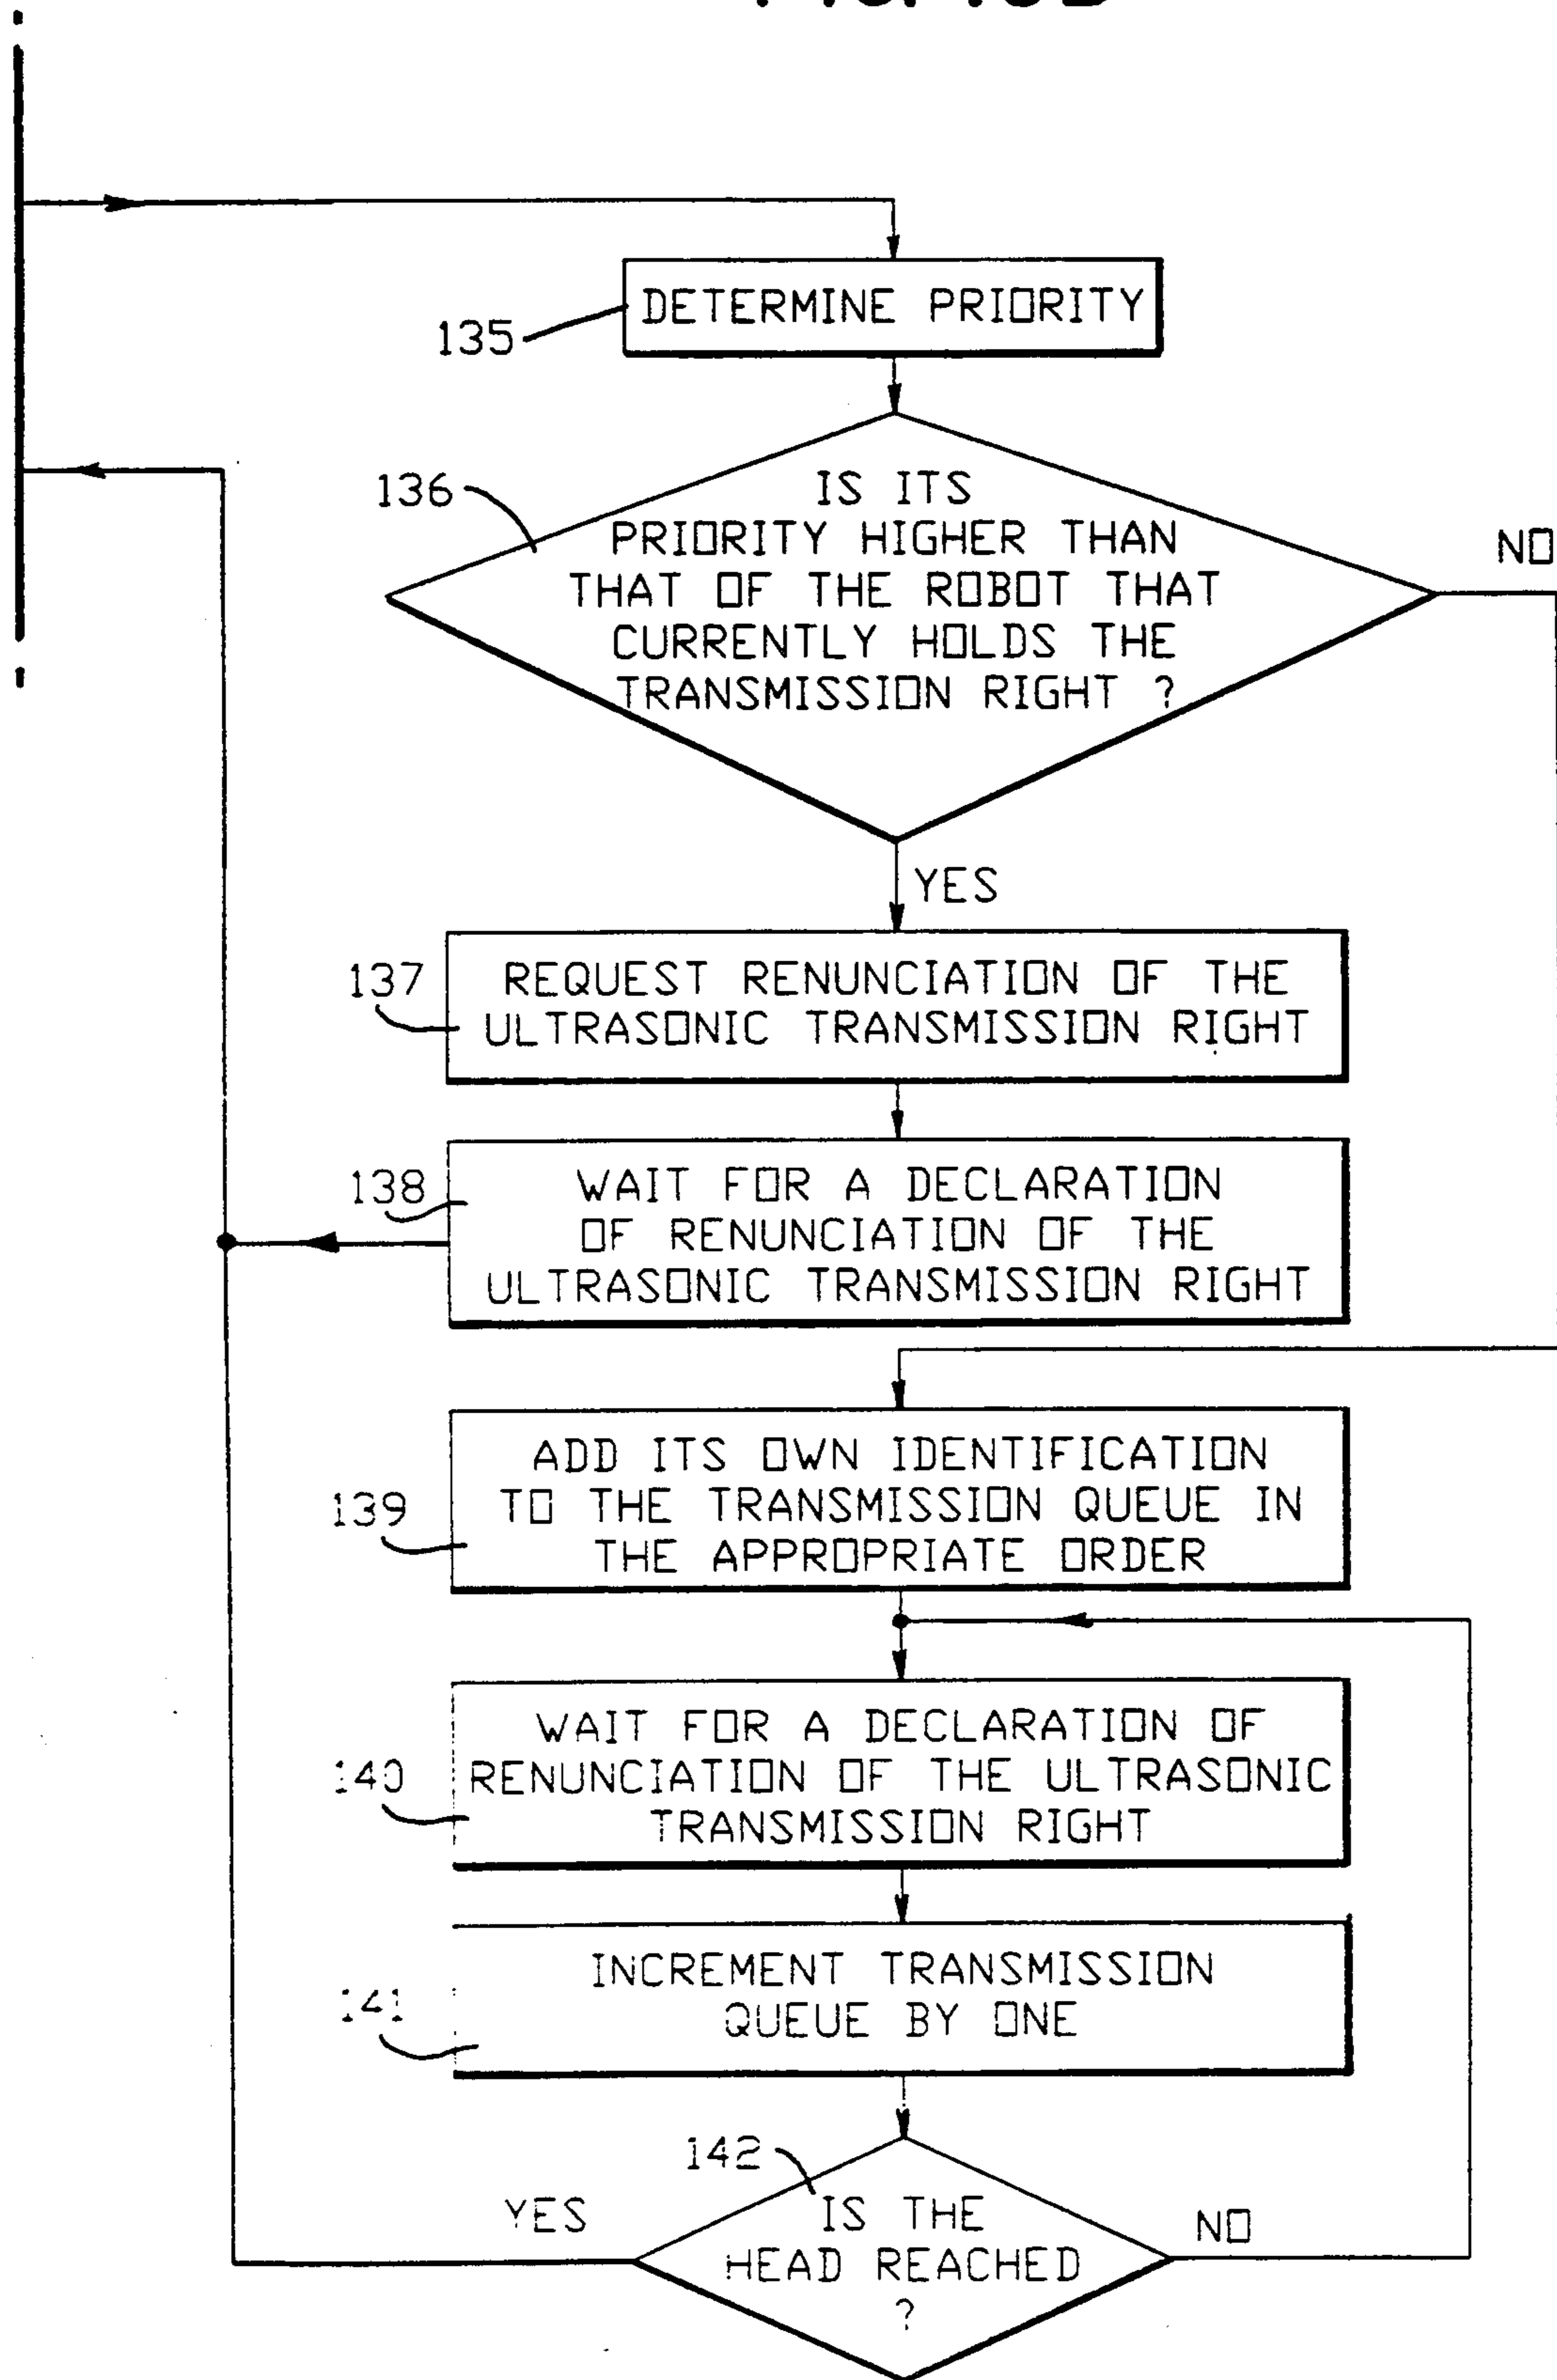 DETERMINE PRIORITY
135
136
IS ITS
PRIORITY HIGHER THAN
THAT OF THE ROBOT THAT
CURRENTLY HOLDS THE
TRANSMISSION RIGHT ?
NO
YES
137
REQUEST RENUNCIATION OF THE
ULTRASONIC TRANSMISSION RIGHT
138
WAIT FOR A DECLARATION
OF RENUNCIATION OF THE
ULTRASONIC TRANSMISSION RIGHT
139
ADD ITS OWN IDENTIFICATION
TO THE TRANSMISSION QUEUE IN
THE APPROPRIATE ORDER
140
WAIT FOR A DECLARATION OF
RENUNCIATION OF THE ULTRASONIC
TRANSMISSION RIGHT
141
INCREMENT TRANSMISSION
QUEUE BY ONE
142
YES
IS THE
HEAD REACHED
?
NO